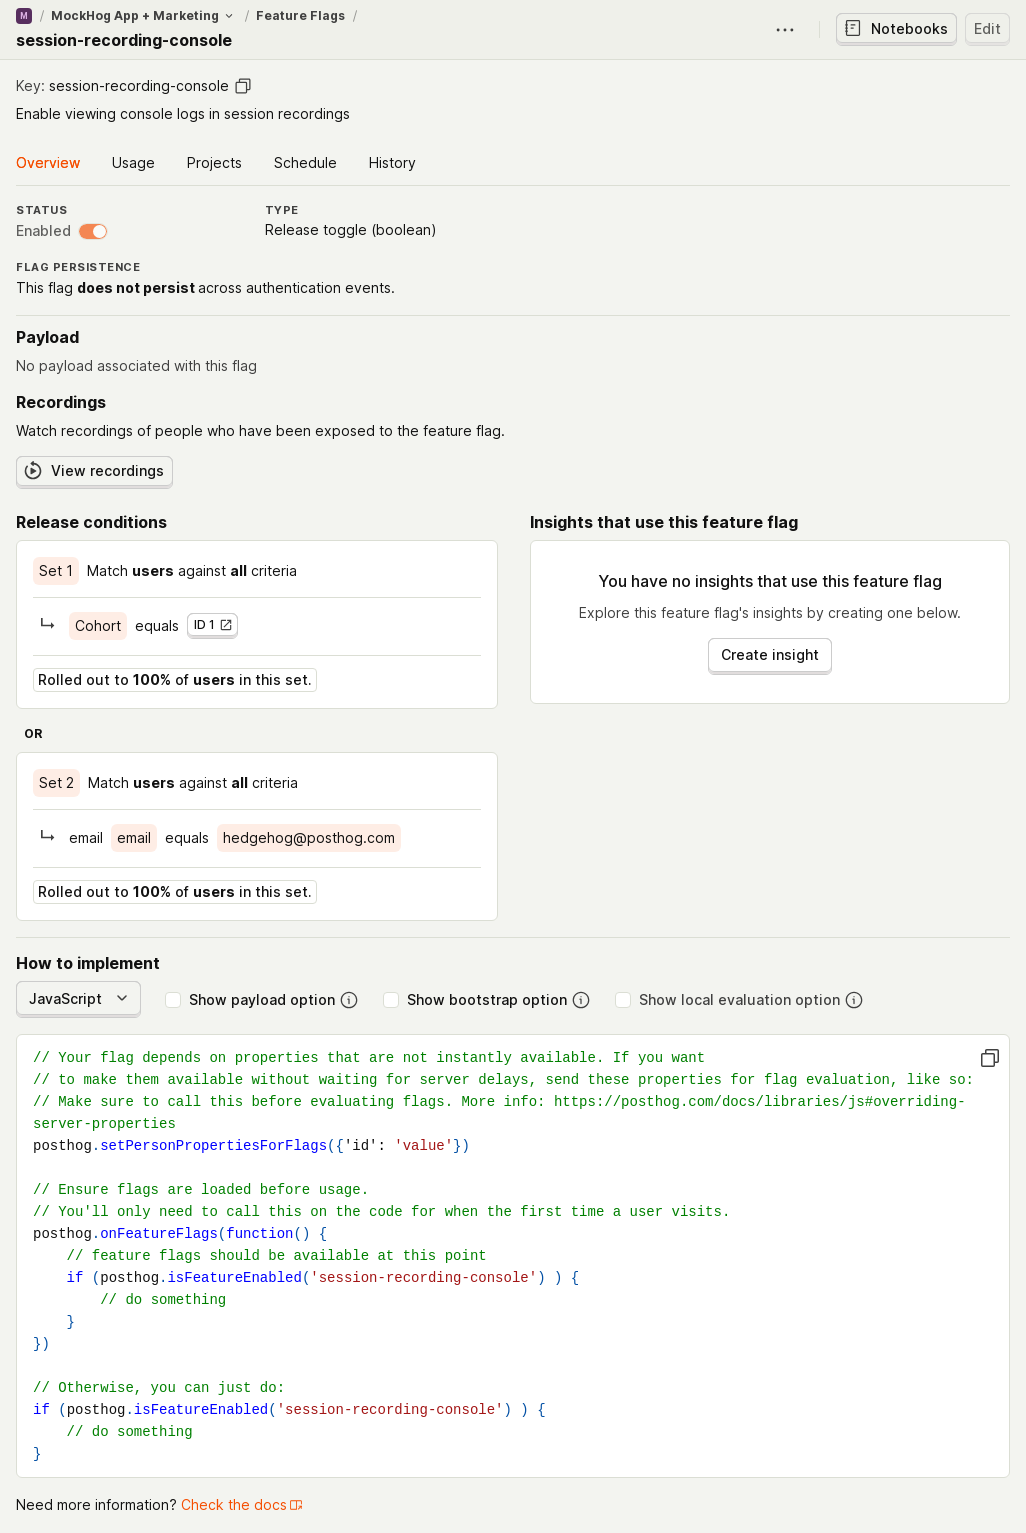 M / MockHog App + Marketing / Feature Flags /
session-recording-console
Notebooks
Edit
Key: session-recording-console
Enable viewing console logs in session recordings
Overview Usage Projects Schedule History
STATUS
Enabled
TYPE
Release toggle (boolean)
FLAG PERSISTENCE
This flag does not persist across authentication events.
Payload
No payload associated with this flag
Recordings
Watch recordings of people who have been exposed to the feature flag.
View recordings
Release conditions
Set 1 Match users against all criteria
Cohort equals ID 1
Rolled out to 100% of users in this set.
OR
Set 2 Match users against all criteria
email email equals hedgehog@posthog.com
Rolled out to 100% of users in this set.
Insights that use this feature flag
You have no insights that use this feature flag
Explore this feature flag's insights by creating one below.
Create insight
How to implement
JavaScript Show payload option Show bootstrap option Show local evaluation option
// Your flag depends on properties that are not instantly available. If you want
// to make them available without waiting for server delays, send these properties for flag evaluation, like so:
// Make sure to call this before evaluating flags. More info: https://posthog.com/docs/libraries/js#overriding-
server-properties
posthog.setPersonPropertiesForFlags({'id': 'value'})
// Ensure flags are loaded before usage.
// You'll only need to call this on the code for when the first time a user visits.
posthog.onFeatureFlags(function() {
    // feature flags should be available at this point
    if (posthog.isFeatureEnabled('session-recording-console') ) {
        // do something
    }
})
// Otherwise, you can just do:
if (posthog.isFeatureEnabled('session-recording-console') ) {
    // do something
}
Need more information? Check the docs